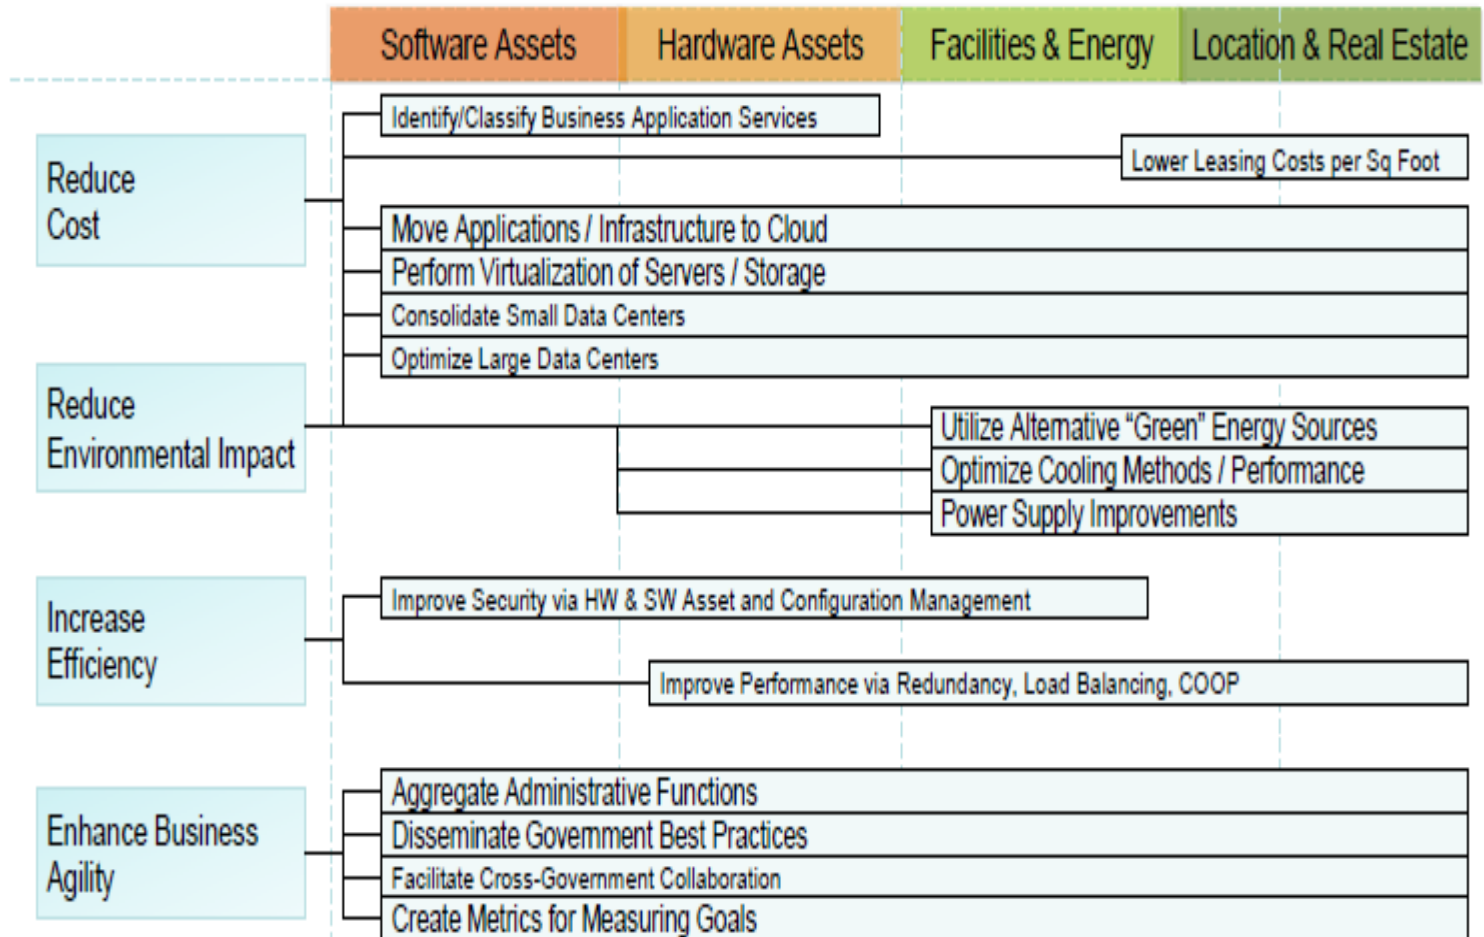 Software Assets
Hardware Assets
Facilities & Energy
Location & Real Estate
Identify/Classify Business Application Services
Lower Leasing Costs per Sq Foot
Reduce
Cost
Move Applications / Infrastructure to Cloud
Perform Virtualization of Servers / Storage
Consolidate Small Data Centers
Optimize Large Data Centers
Reduce
Environmental Impact
Utilize Alternative “Green” Energy Sources
Optimize Cooling Methods / Performance
Power Supply Improvements
Increase
Efficiency
Improve Security via HW & SW Asset and Configuration Management
Improve Performance via Redundancy, Load Balancing, COOP
Enhance Business
Agility
Aggregate Administrative Functions
Disseminate Government Best Practices
Facilitate Cross-Government Collaboration
Create Metrics for Measuring Goals